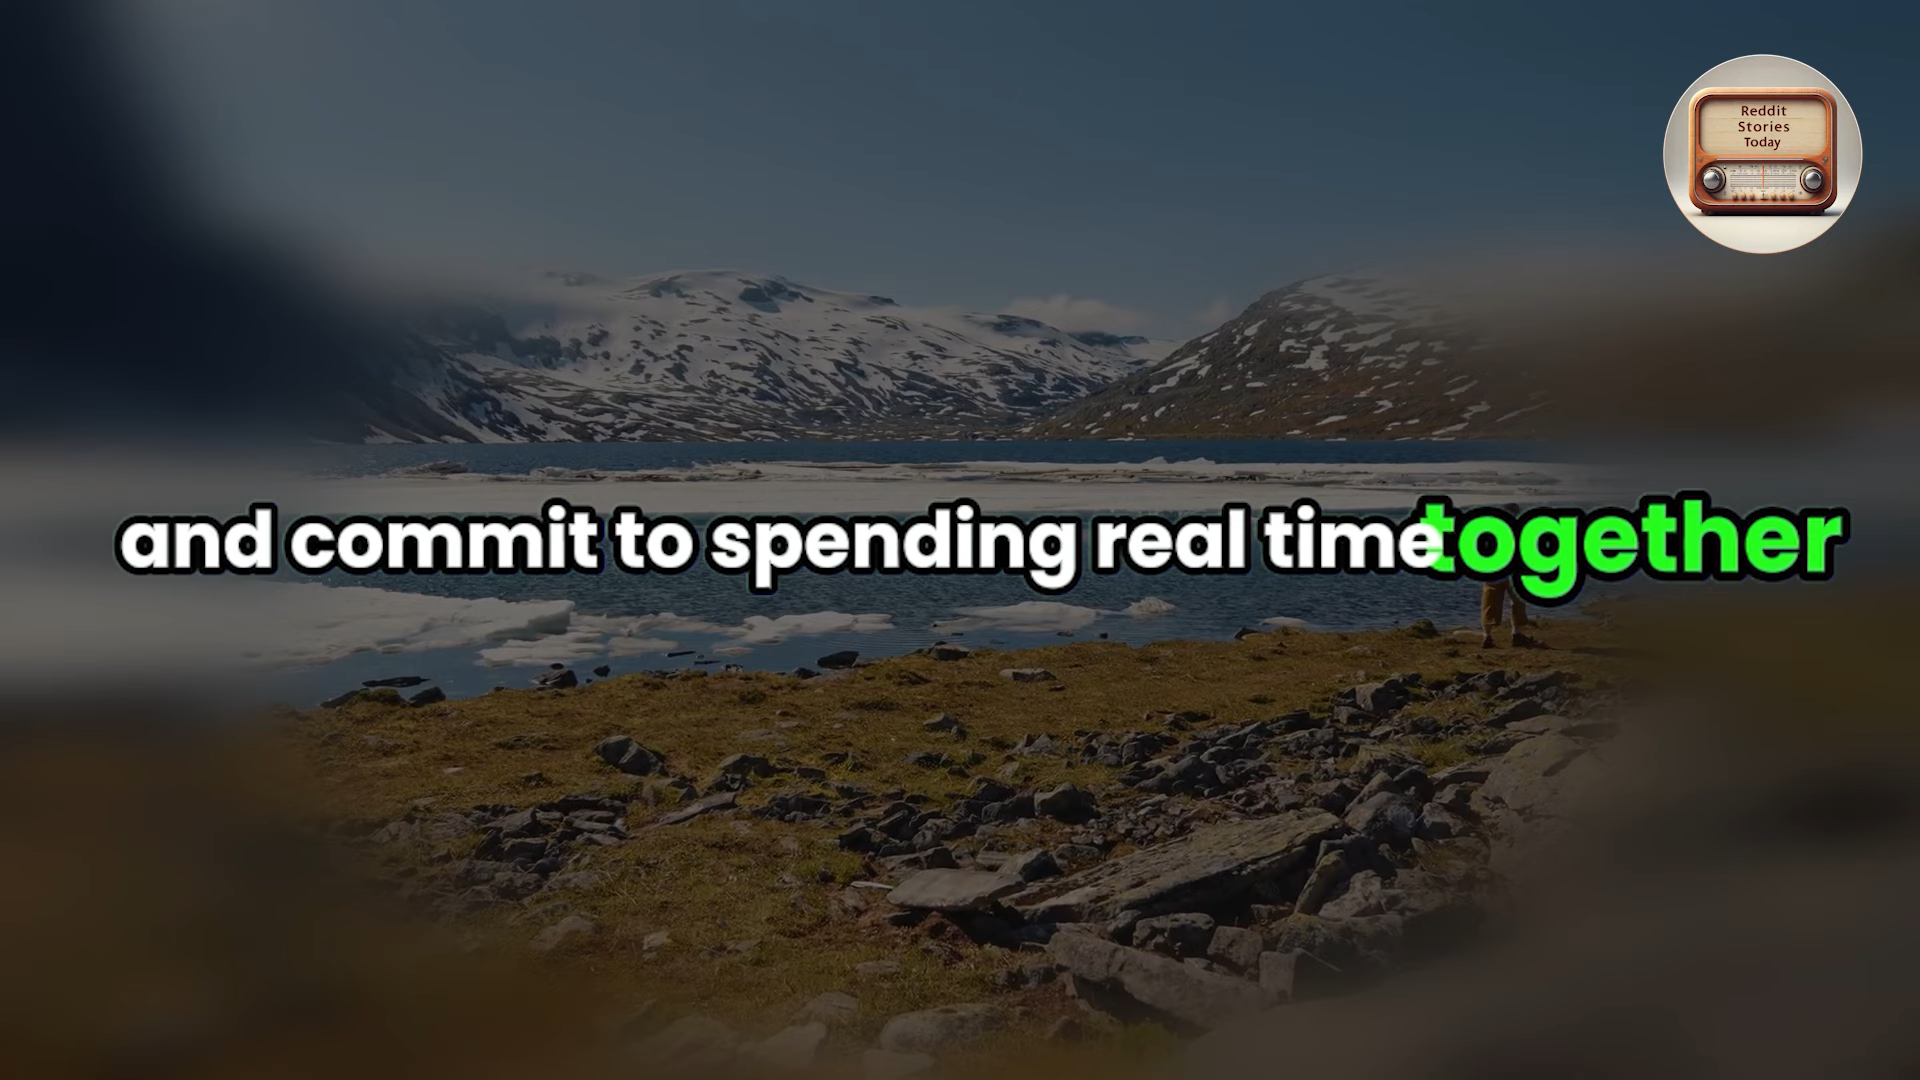 Reddit
Stories
Today
and commit to spending real time together